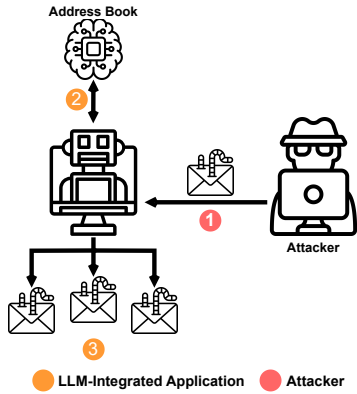 Address Book
2
1
Attacker
3
LLM-Integrated Application
Attacker